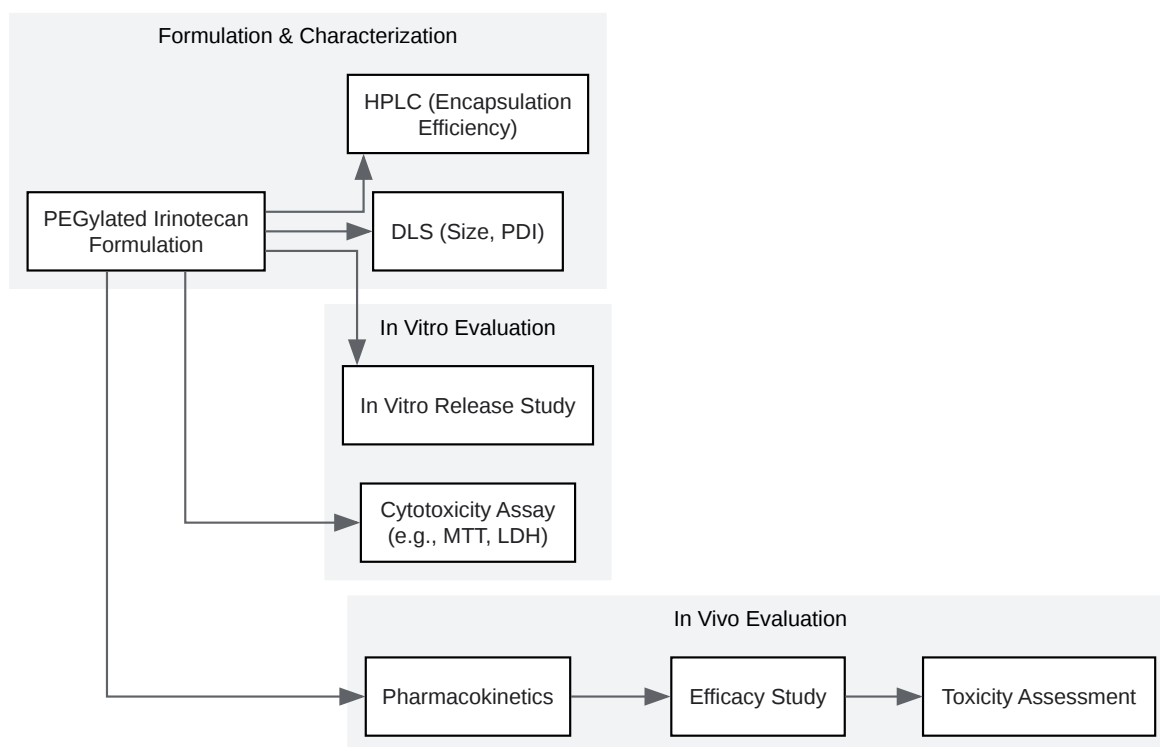 Formulation & Characterization
HPLC (Encapsulation
Efficiency)
PEGylated Irinotecan
Formulation
DLS (Size, PDI)
In Vitro Evaluation
In Vitro Release Study
Cytotoxicity Assay
(e.g., MTT, LDH)
In Vivo Evaluation
Pharmacokinetics
Efficacy Study
Toxicity Assessment